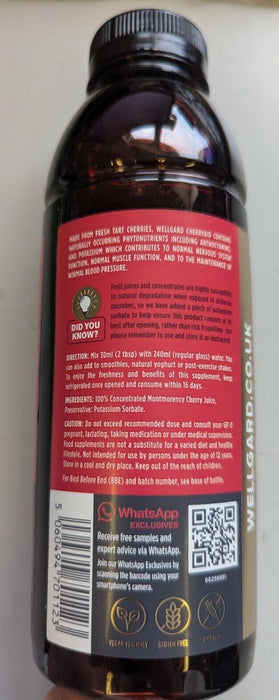 MADE FROM FRESH TART CHERRIES, WELLGARD CHERRYAID CONTAINS
NATURALLY OCCURRING PHYTONUTRIENTS INCLUDING ANTHOCYANINS,
AND POTASSIUM WHICH CONTRIBUTES TO NORMAL NERVOUS SYSTEM
FUNCTION, NORMAL MUSCLE FUNCTION, AND TO THE MAINTENANCE OF
NORMAL BLOOD PRESSURE.
Fruit juices and concentrates are highly susceptible
to natural degradation when exposed to airborne
microbes, so we have added a pinch of potassium
sorbate to help ensure this product remains at its
best after opening, rather than risk it spoiling - but
please remember to use and store it as instructed.
DID YOU
KNOW?
DIRECTION: Mix 30ml (2 tbsp) with 240ml (regular glass) water. You
can also add to smoothies, natural yoghurt or post-exercise shakes.
To enjoy the freshness and benefits of this supplement, keep
refrigerated once opened and consume within 16 days.
INGREDIENTS: 100% Concentrated Montmorency Cherry Juice,
Preservative: Potassium Sorbate.
CAUTION: Do not exceed recommended dose and consult your GP if
pregnant, lactating, taking medication or under medical supervision.
Food supplements are not a substitute for a varied diet and healthy
lifestyle. Not intended for use by persons under the age of 12 years.
Store in a cool and dry place. Keep out of the reach of children.
For Best Before End (BBE) and batch number, see base of bottle.
WhatsApp
EXCLUSIVES
Receive free samples and
expert advice via WhatsApp.
Join our WhatsApp Exclusives by
scanning the barcode using your
smartphone's camera.
5 060494 701123
VEGAN FRIENDLY
GLUTEN FREE
WELLGARD.CO.UK